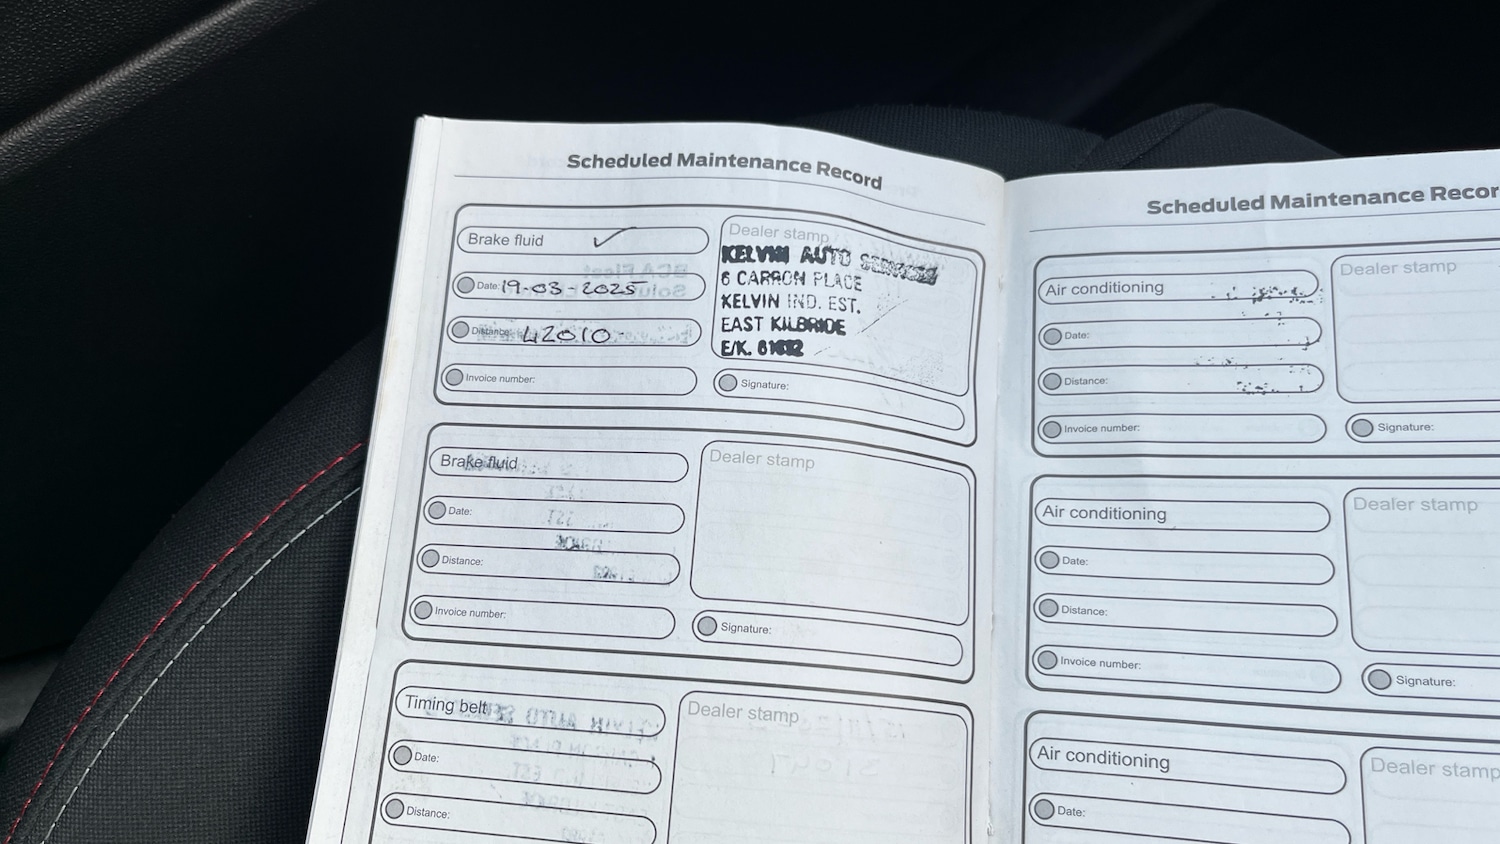 Scheduled Maintenance Record
Brake fluid ✓
Date: 19-03-2025
Distance: 42010
Invoice number:
Dealer stamp
KELVIN AUTO SERVICES
6 CARRON PLACE
KELVIN IND. EST.
EAST KILBRIDE
E/K.
Signature:
Brake fluid
Date:
Distance:
Invoice number:
Dealer stamp
Signature:
Timing belt
Date:
Distance:
Dealer stamp
Scheduled Maintenance Recor
Air conditioning
Date:
Distance:
Invoice number:
Dealer stamp
Signature:
Air conditioning
Date:
Distance:
Invoice number:
Dealer stamp
Signature:
Air conditioning
Date:
Dealer stamp